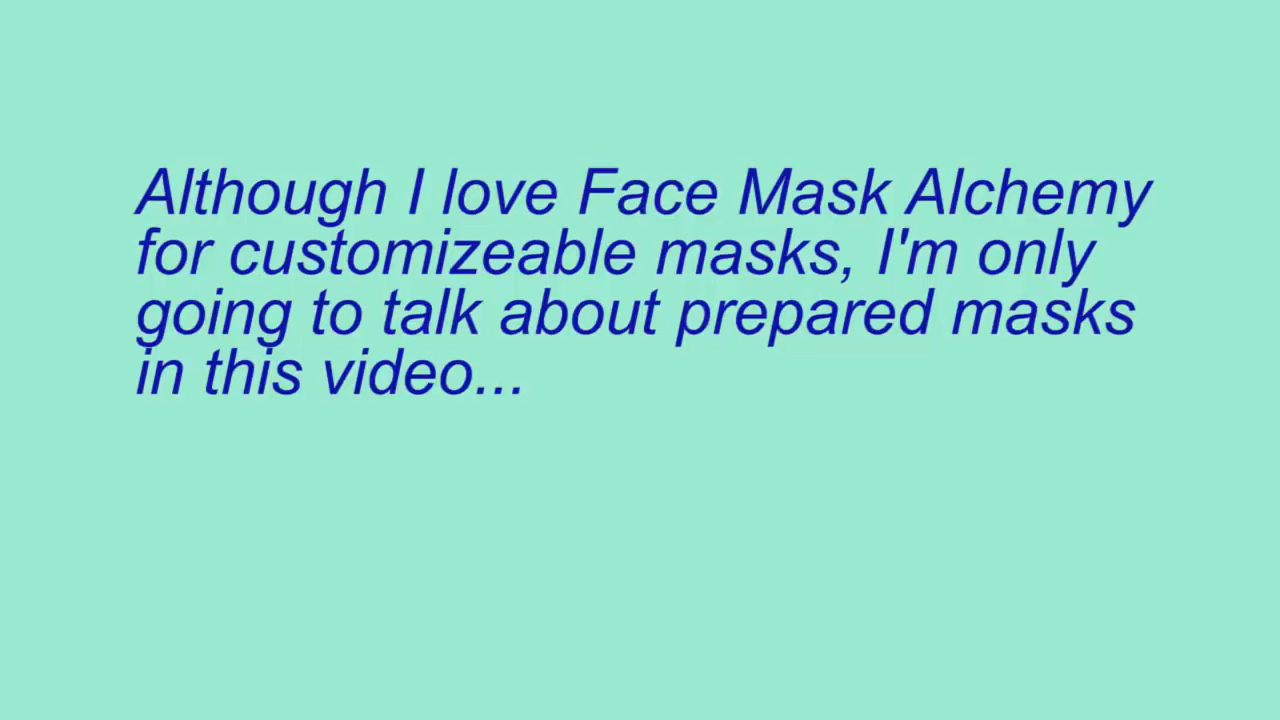 Although I love Face Mask Alchemy
for customizeable masks, I'm only
going to talk about prepared masks
in this video...